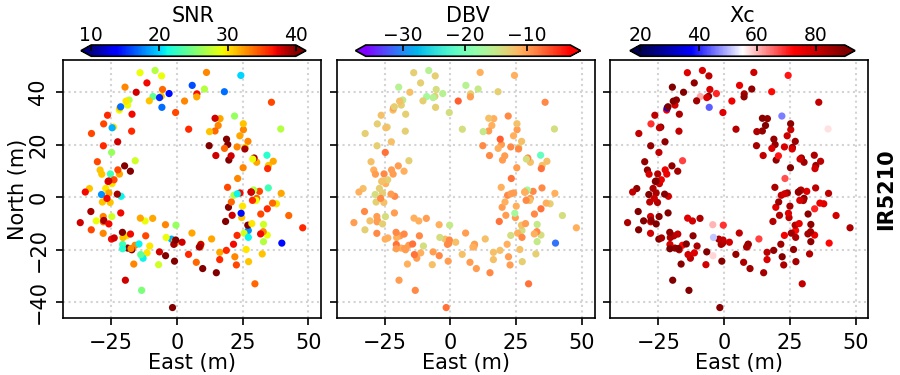 SNR DBV Xc
10 20 30 40 −30 −20 −10 20 40 60 80
40
20
0
−20
−40
North (m)
IR5210
−25 0 25 50 −25 0 25 50 −25 0 25 50
East (m) East (m) East (m)